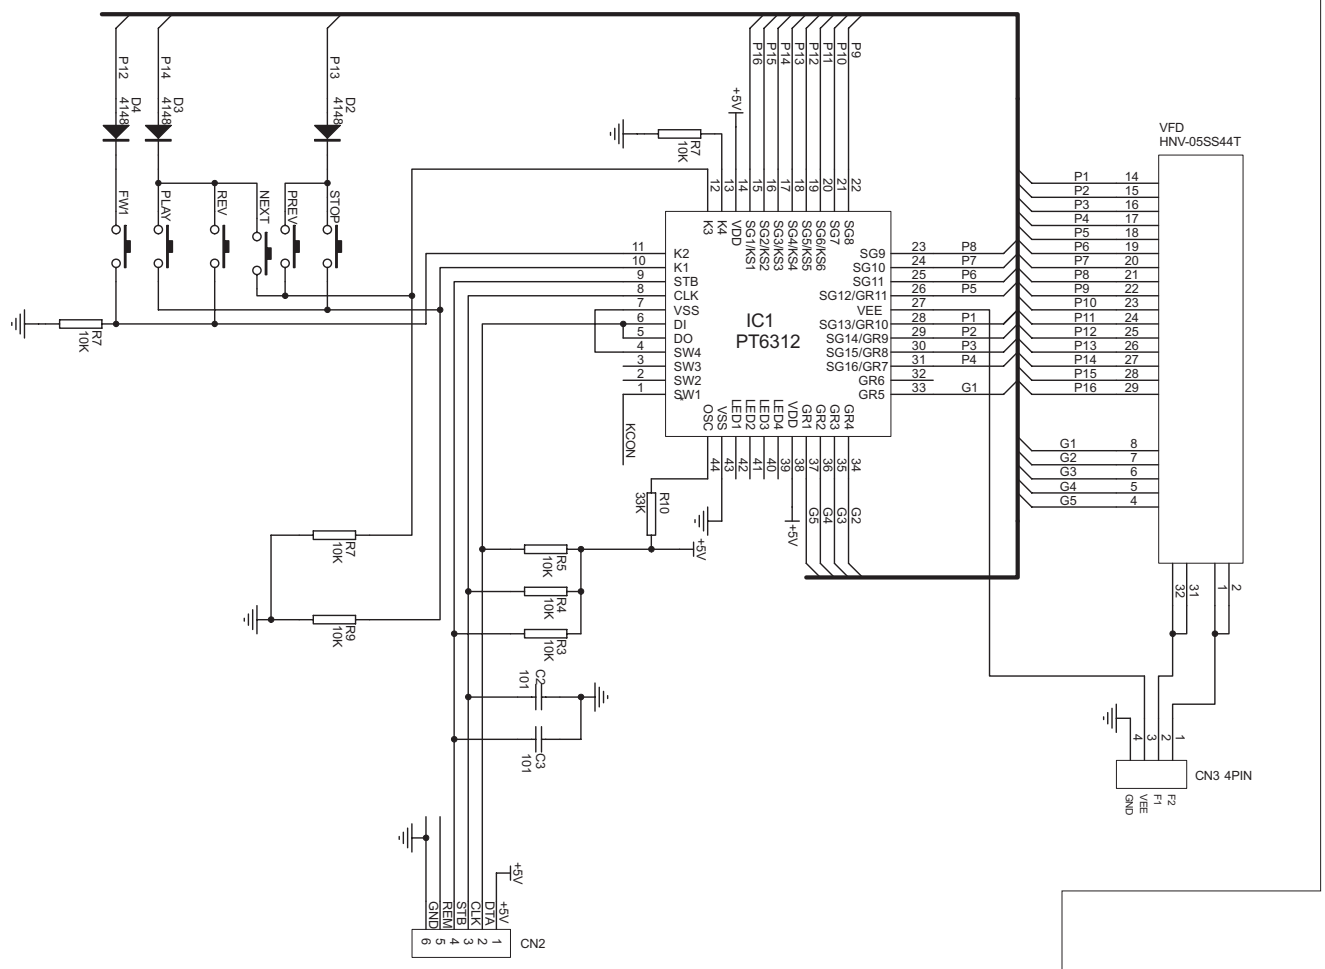 P12
P14
P13
D4
4148
D3
4148
D2
4148
FW1
PLAY
REV
NEXT
PREV
STOP
R7
10K
+5V
R7
10K
P16
P15
P14
P13
P12
P11
P10
P9
12
13
14
15
16
17
18
19
20
21
22
K3
K4
VDD
SG1/KS1
SG2/KS2
SG3/KS3
SG4/KS4
SG5/KS5
SG6/KS6
SG7
SG8
11 K2
10 K1
9 STB
8 CLK
7 VSS
6 DI
5 DO
4 SW4
3 SW3
2 SW2
1 SW1
*
KCON
IC1
PT6312
SG9 23 P8
SG10 24 P7
SG11 25 P6
SG12/GR11 26 P5
VEE 27
SG13/GR10 28 P1
SG14/GR9 29 P2
SG15/GR8 30 P3
SG16/GR7 31 P4
GR6 32
GR5 33 G1
OSC
VSS
LED1
LED2
LED3
LED4
VDD
GR1
GR2
GR3
GR4
44
43
42
41
40
39
38
37
36
35
34
+5V
G5
G4
G3
G2
VFD
HNV-05SS44T
P1 14
P2 15
P3 16
P4 17
P5 18
P6 19
P7 20
P8 21
P9 22
P10 23
P11 24
P12 25
P13 26
P14 27
P15 28
P16 29
G1 8
G2 7
G3 6
G4 5
G5 4
32
31
1
2
R10
33K
+5V
R7
10K
R9
10K
R5
10K
R4
10K
R3
10K
C2
101
C3
101
4
3
2
1
CN3 4PIN
GND
VEE
F1
F2
+5V
GND
REM
STB
CLK
DTA
+5V
6
5
4
3
2
1
CN2